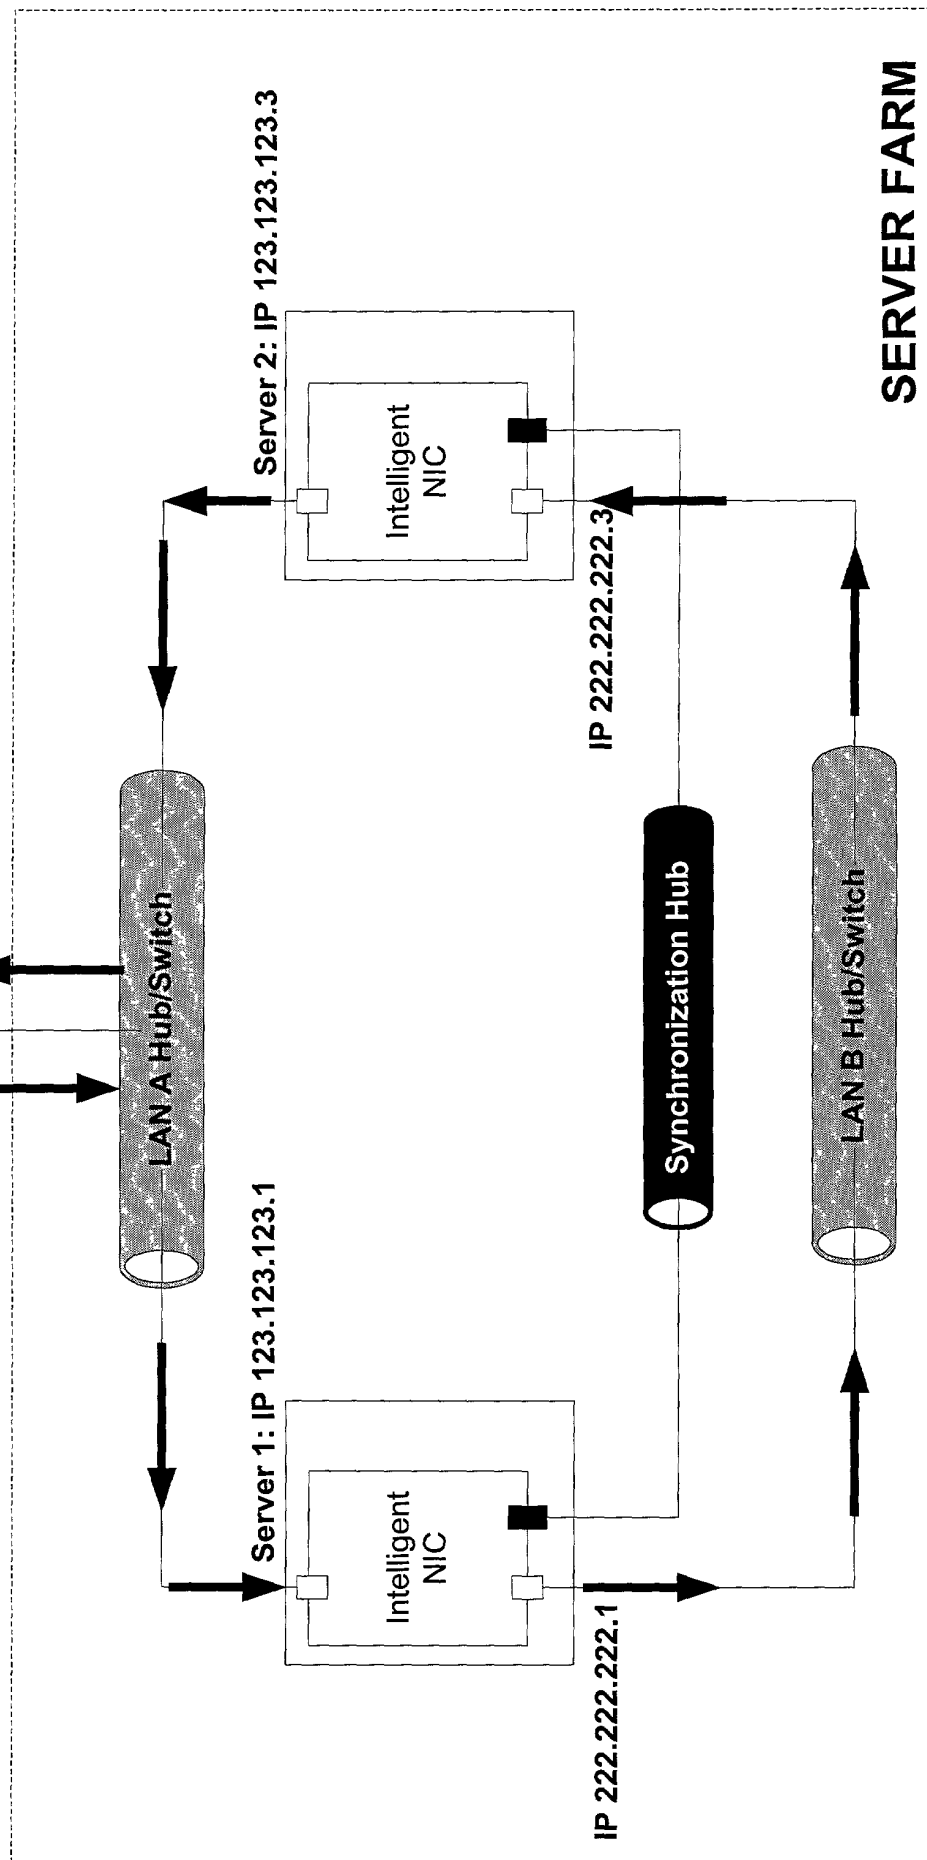 LAN A Hub/Switch
Server 1: IP 123.123.123.1
Server 2: IP 123.123.123.3
Intelligent
NIC
Intelligent
NIC
IP 222.222.222.1
IP 222.222.222.3
Synchronization Hub
LAN B Hub/Switch
SERVER FARM